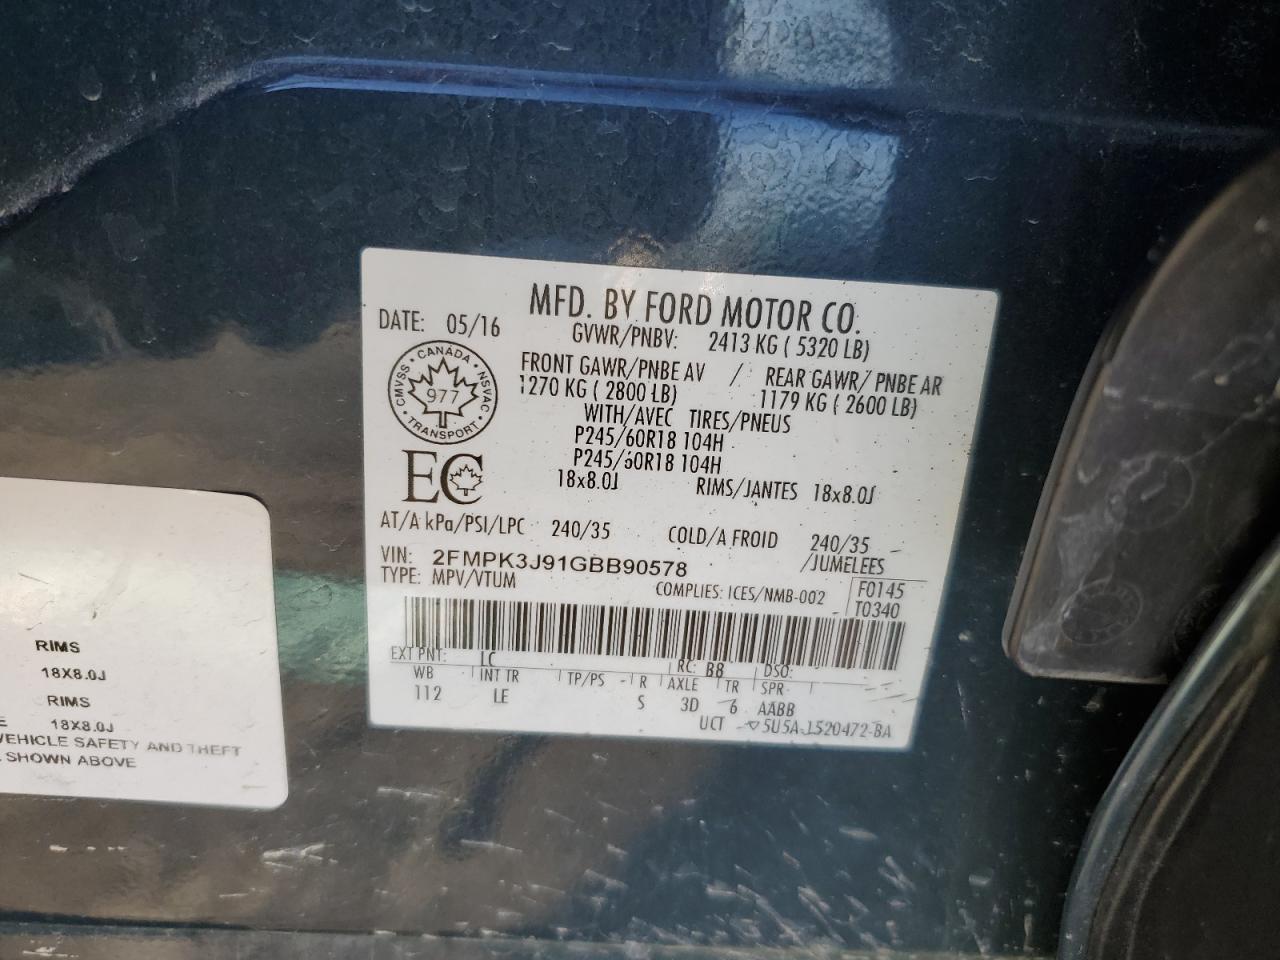 MFD. BY FORD MOTOR CO.
DATE: 05/16
GVWR/PNBV: 2413 KG ( 5320 LB)
FRONT GAWR/PNBE AV / REAR GAWR/ PNBE AR
1270 KG ( 2800 LB) 1179 KG ( 2600 LB)
WITH/AVEC TIRES/PNEUS
P245/60R18 104H
P245/60R18 104H
18x8.0J RIMS/JANTES 18x8.0J
CMVSS · CANADA · NSVAC · TRANSPORT ·
977
EC
AT/A kPa/PSI/LPC 240/35 COLD/A FROID 240/35
/JUMELEES
VIN: 2FMPK3J91GBB90578
TYPE: MPV/VTUM
COMPLIES: ICES/NMB-002
F0145
T0340
EXT PNT: LC RC: B8 DSO:
WB INT TR TP/PS R AXLE TR SPR
112 LE S 3D 6 AABB
UCT ▽5U5A-1520472-BA
RIMS
18X8.0J
RIMS
18X8.0J
VEHICLE SAFETY AND THEFT
SHOWN ABOVE